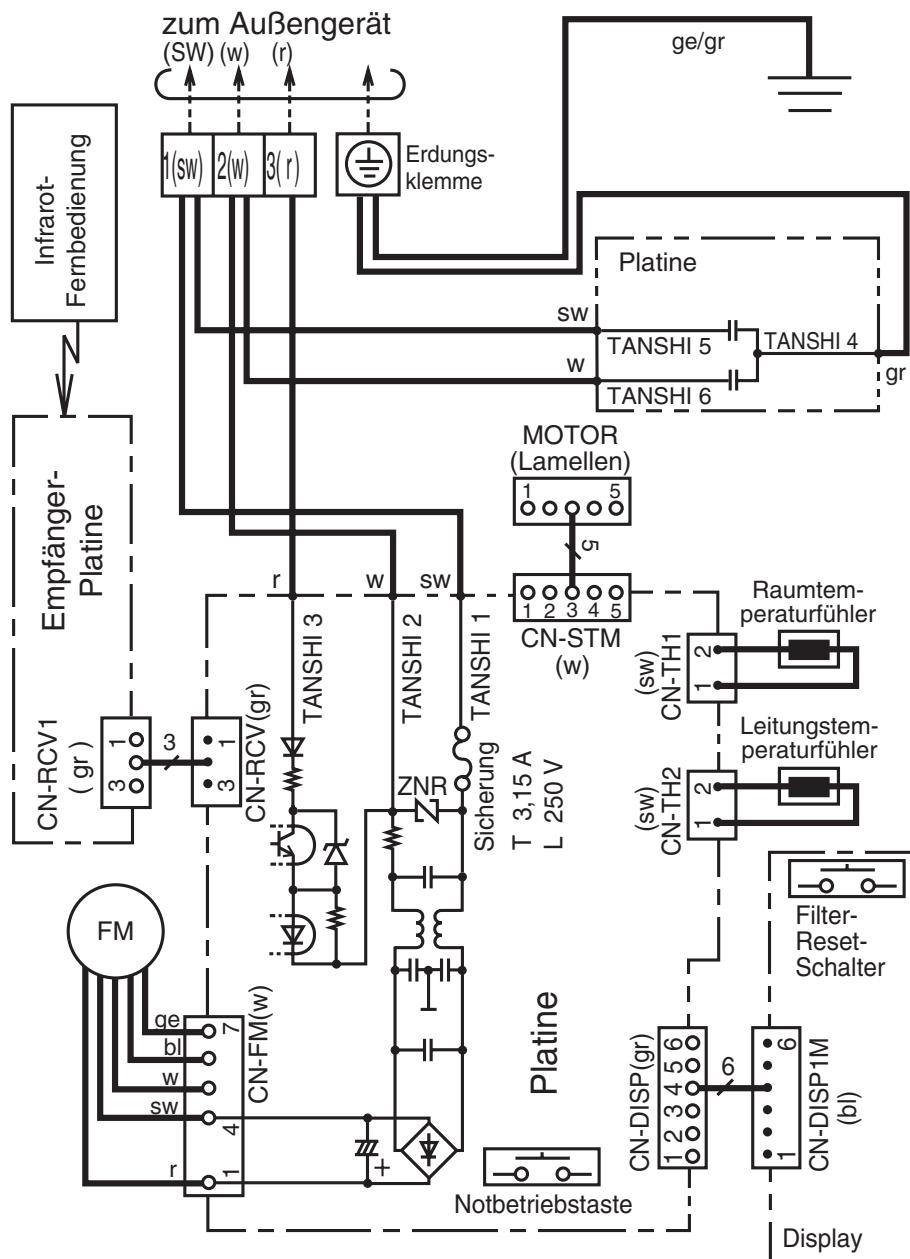 zum Außengerät
(SW) (w) (r)
ge/gr
1(sw) 2(w) 3(r)
Erdungs-
klemme
Infrarot-
Fernbedienung
Platine
sw
TANSHI 5
TANSHI 4
w
TANSHI 6
gr
MOTOR
(Lamellen)
1 5
5
r w sw
1 2 3 4 5
CN-STM
(w)
Empfänger-
Platine
TANSHI 3
TANSHI 2
TANSHI 1
Raumtem-
peraturfühler
(sw)
CN-TH1
2
1
CN-RCV1
(gr)
1
3
3
CN-RCV(gr)
1
3
ZNR
Sicherung
T 3,15 A
L 250 V
Leitungstem-
peraturfühler
(sw)
CN-TH2
2
1
Filter-
Reset-
Schalter
FM
ge
bl
w
sw
r
CN-FM(w)
7
4
1
+
Platine
Notbetriebstaste
CN-DISP(gr)
6
5
4
3
2
1
6
CN-DISP1M
(bl)
6
1
Display